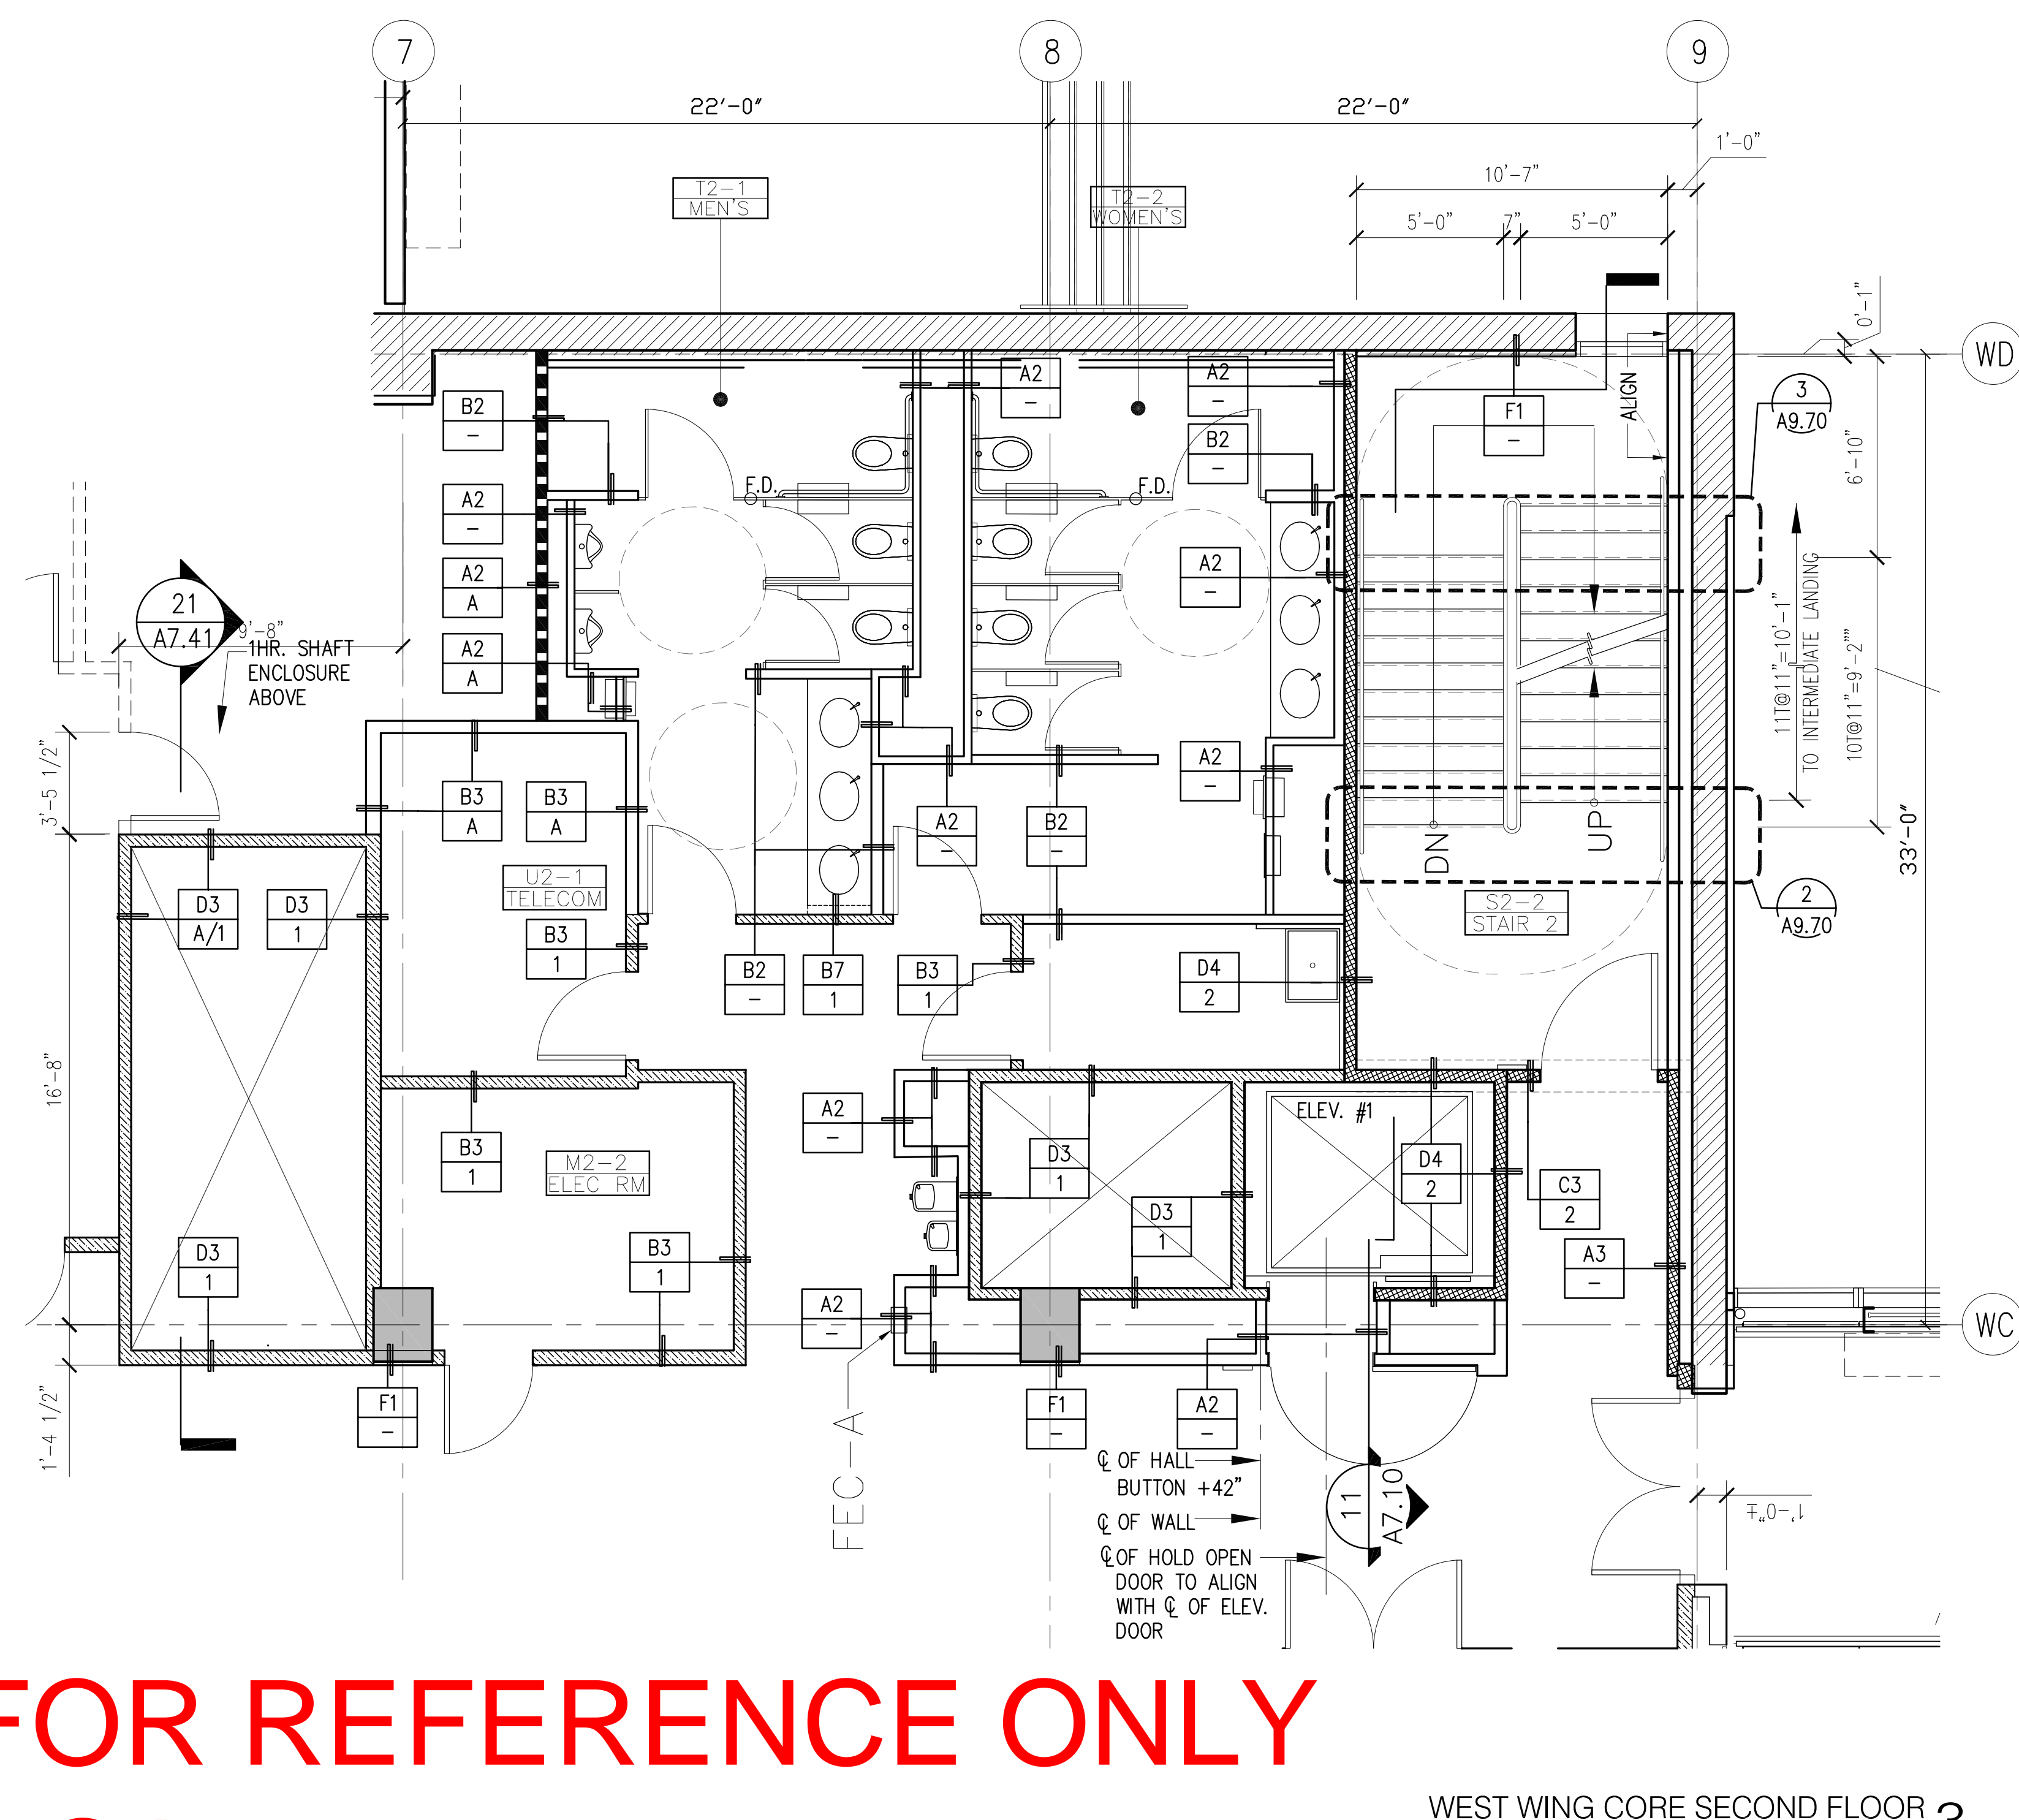 7
8
9
22'-0"
22'-0"
1'-0"
10'-7"
5'-0"
7"
5'-0"
T2-1
MEN'S
T2-2
WOMEN'S
0'-1"
WD
A2
-
A2
-
B2
-
B2
-
F1
-
ALIGN
3
A9.70
6'-10"
F.D.
F.D.
A2
-
A2
A
A2
-
21
A7.41
9'-8"
1HR. SHAFT
ENCLOSURE
ABOVE
A2
A
11T@11"=10'-1"
TO INTERMEDIATE LANDING
10T@11"=9'-2""
33'-0"
3'-5 1/2"
B3
A
B3
A
A2
-
B2
-
A2
-
DN
UP
U2-1
TELECOM
D3
A/1
D3
1
B3
1
S2-2
STAIR 2
2
A9.70
B2
-
B7
1
B3
1
D4
2
16'-8"
B3
1
M2-2
ELEC RM
A2
-
D3
1
ELEV. #1
D4
2
C3
2
D3
1
D3
1
B3
1
A3
-
A2
-
WC
1'-4 1/2"
F1
-
FEC-A
F1
-
A2
-
℄ OF HALL
BUTTON +42"
℄ OF WALL
℄ OF HOLD OPEN
DOOR TO ALIGN
WITH ℄ OF ELEV.
DOOR
11
A7.10
1'-0"±
FOR REFERENCE ONLY
WEST WING CORE SECOND FLOOR
3